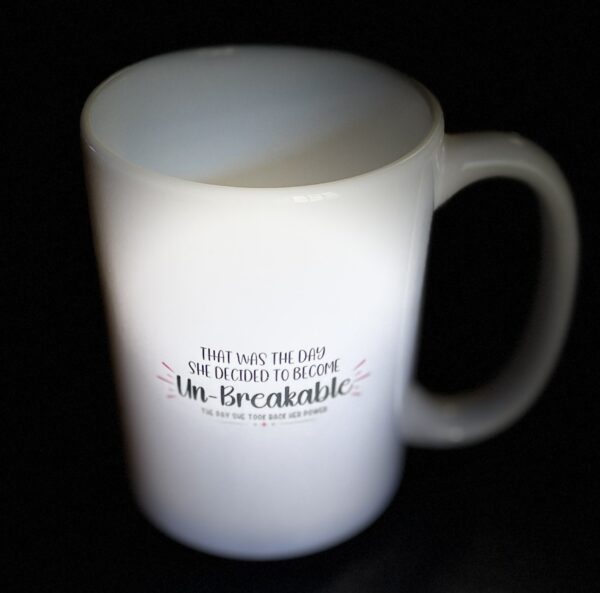 THAT WAS THE DAY
SHE DECIDED TO BECOME
Un-Breakable
THE DAY SHE TOOK BACK HER POWER